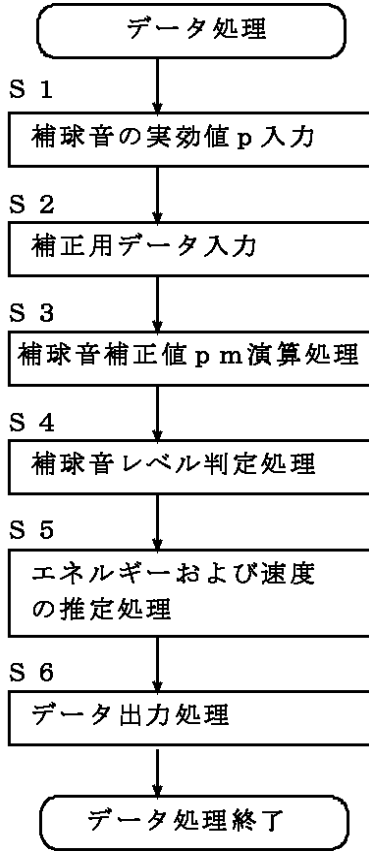 データ処理
S 1
補球音の実効値p入力
S 2
補正用データ入力
S 3
補球音補正値pm演算処理
S 4
補球音レベル判定処理
S 5
エネルギーおよび速度
の推定処理
S 6
データ出力処理
データ処理終了